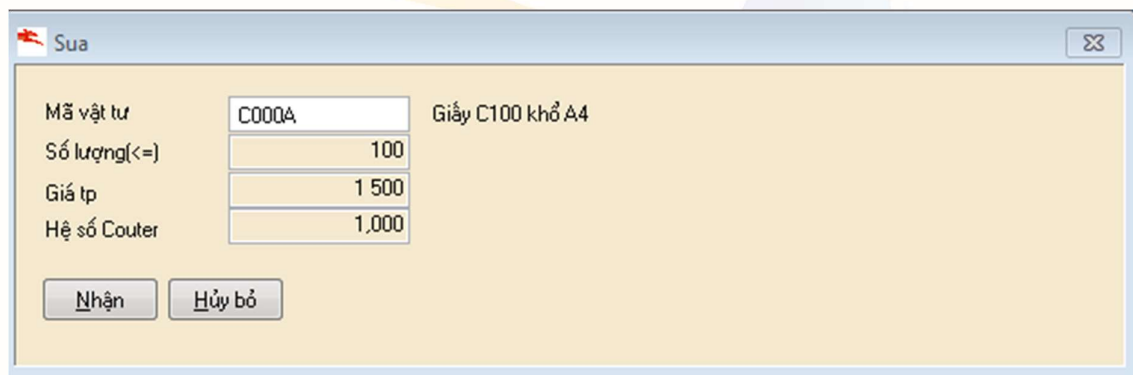 Sua
Mã vật tư C000A Giấy C100 khổ A4
Số lượng(<=) 100
Giá tp 1 500
Hệ số Couter 1,000
Nhận Hủy bỏ